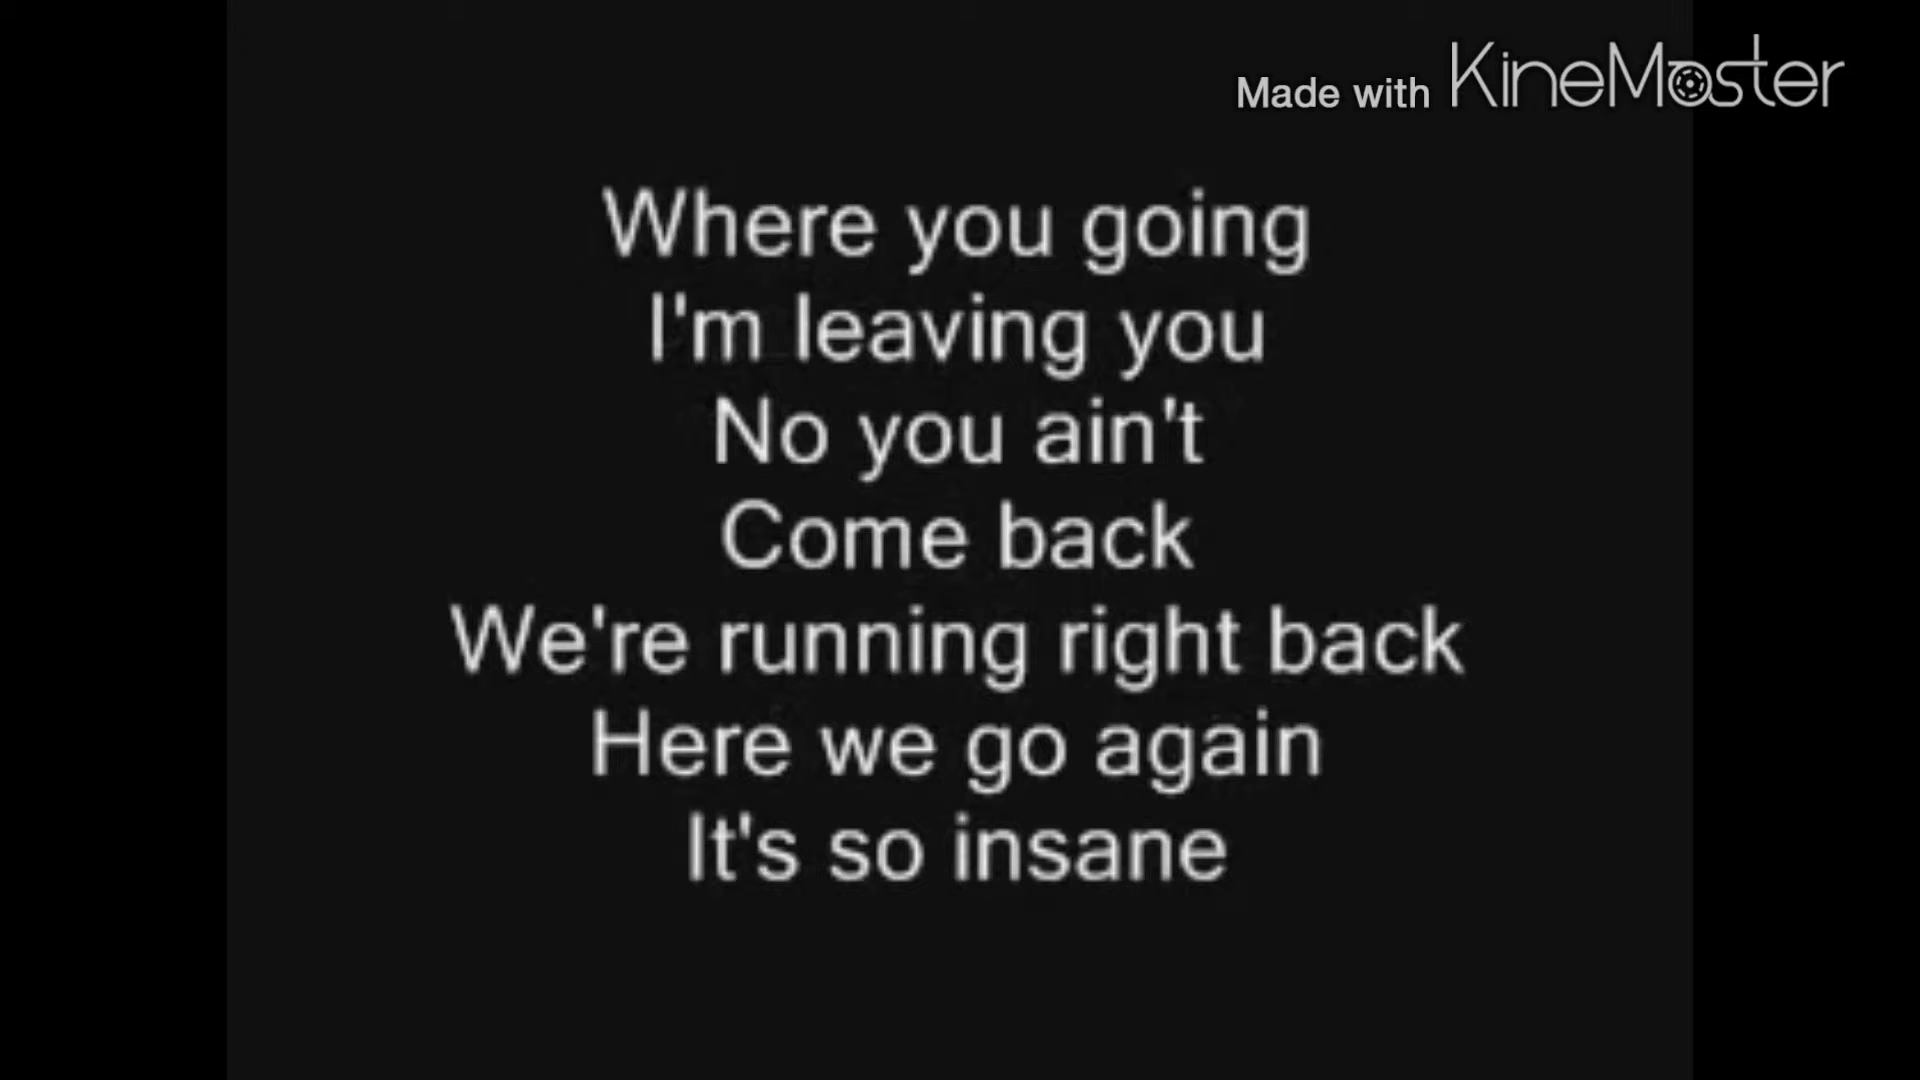 Made with KineMaster
Where you going
I'm leaving you
No you ain't
Come back
We're running right back
Here we go again
It's so insane